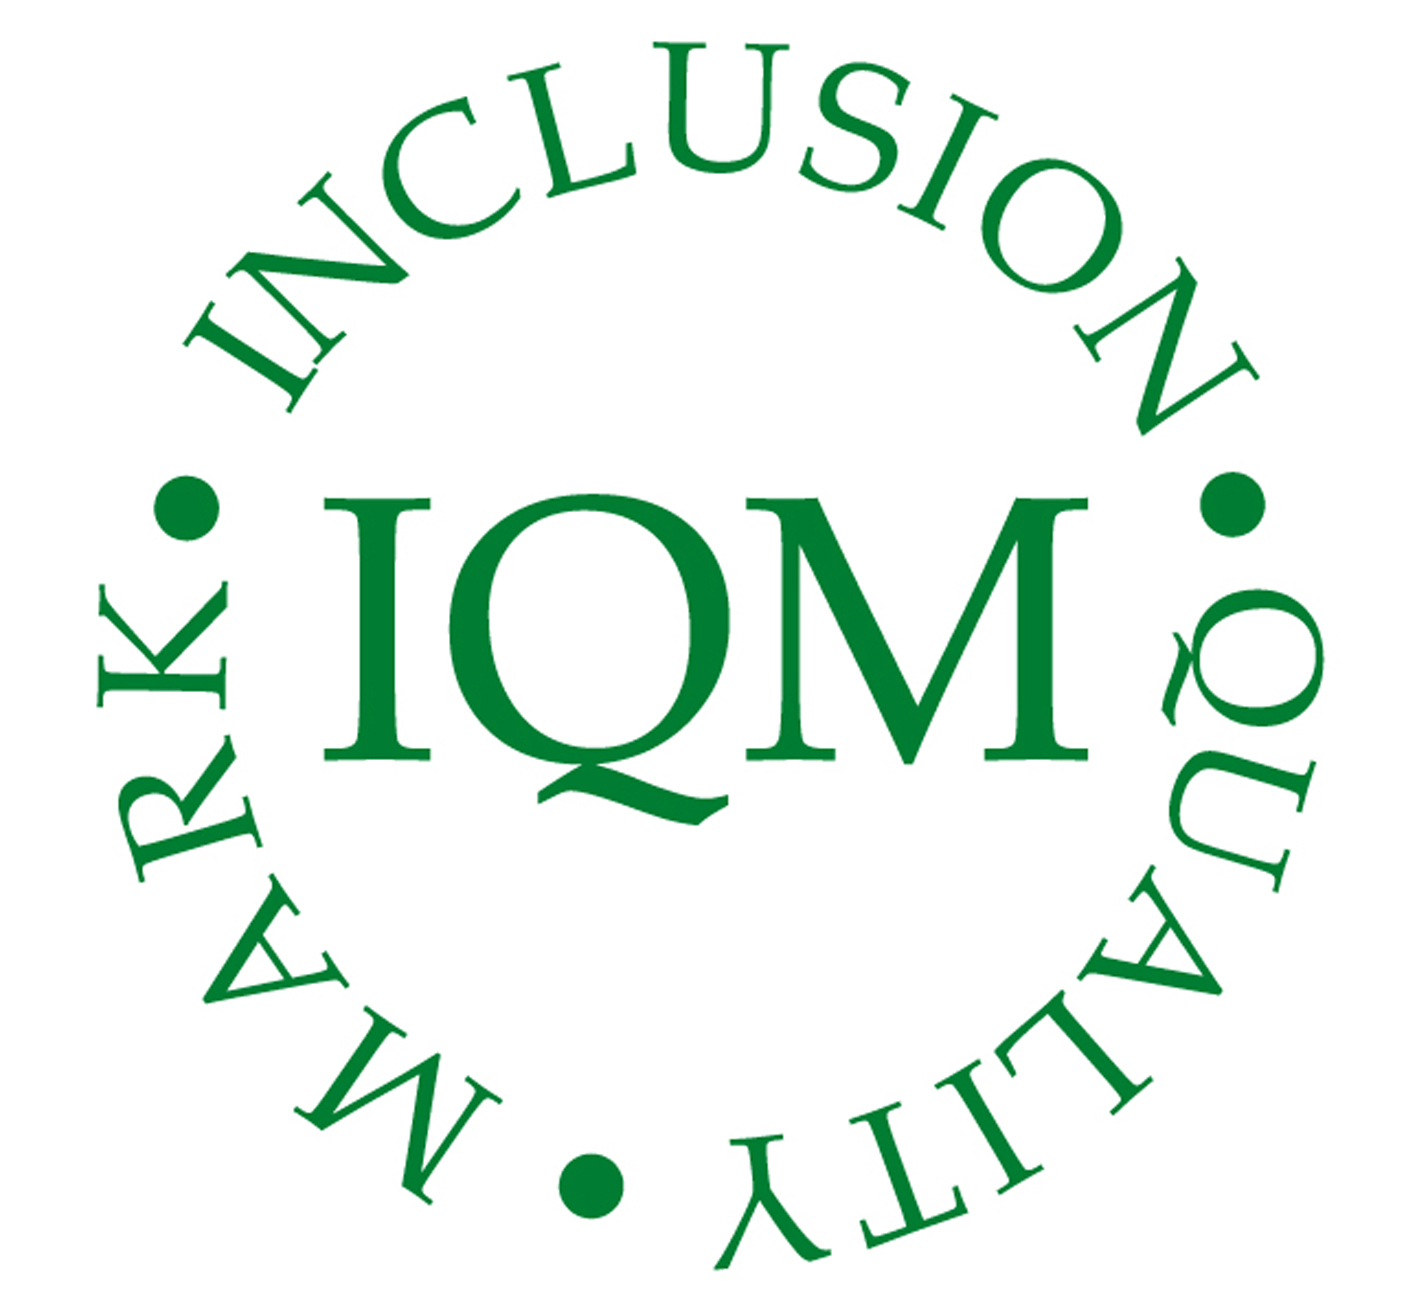 INCLUSION • QUALITY • MARK •
IQM